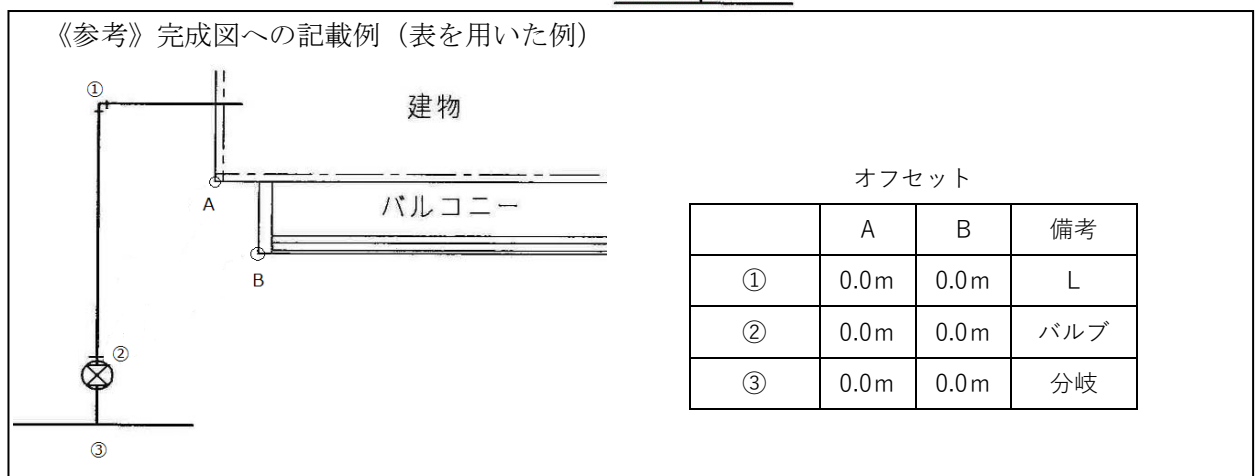 《参考》完成図への記載例（表を用いた例）
①
建物
A
バルコニー
B
②
③
オフセット
A B 備考
① 0.0m 0.0m L
② 0.0m 0.0m バルブ
③ 0.0m 0.0m 分岐